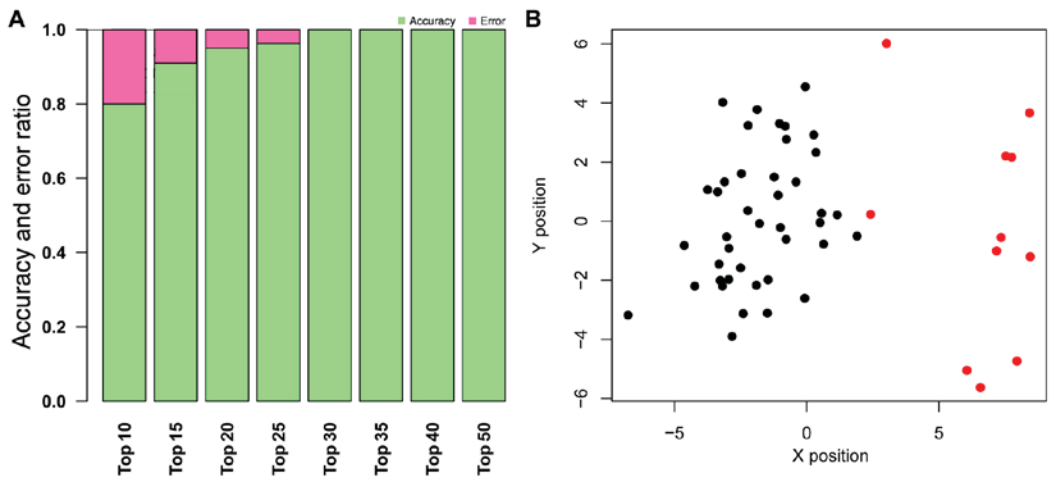 A
Accuracy Error
Accuracy and error ratio
1.0
0.8
0.6
0.4
0.2
0.0
Top 10
Top 15
Top 20
Top 25
Top 30
Top 35
Top 40
Top 50
B
Y position
6
4
2
0
−2
−4
−6
−5 0 5
X position